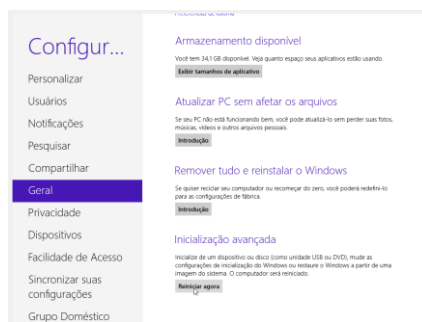 Configur...
Personalizar
Usuários
Notificações
Pesquisar
Compartilhar
Geral
Privacidade
Dispositivos
Facilidade de Acesso
Sincronizar suas
configurações
Grupo Doméstico
Armazenamento disponível
Você tem 34,1 GB disponível. Veja quanto espaço seus aplicativos estão usando.
Exibir tamanhos de aplicativo
Atualizar PC sem afetar os arquivos
Se seu PC não está funcionando bem, você pode atualizá-lo sem perder suas fotos,
músicas, vídeos e outros arquivos pessoais.
Introdução
Remover tudo e reinstalar o Windows
Se quiser reciclar seu computador ou recomeçar do zero, você poderá redefini-lo
para as configurações de fábrica.
Introdução
Inicialização avançada
Inicialize de um dispositivo ou disco (como unidade USB ou DVD), mude as
configurações de inicialização do Windows ou restaure o Windows a partir de uma
imagem do sistema. O computador será reiniciado.
Reiniciar agora